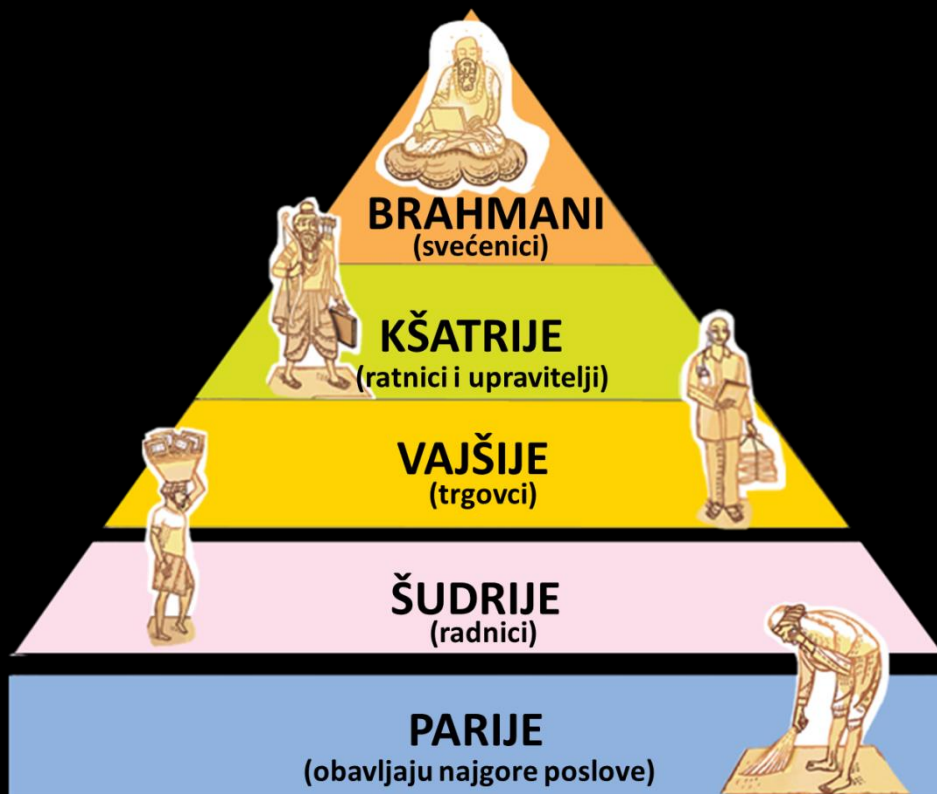 BRAHMANI
(svećenici)
KŠATRIJE
(ratnici i upravitelji)
VAJŠIJE
(trgovci)
ŠUDRIJE
(radnici)
PARIJE
(obavljaju najgore poslove)